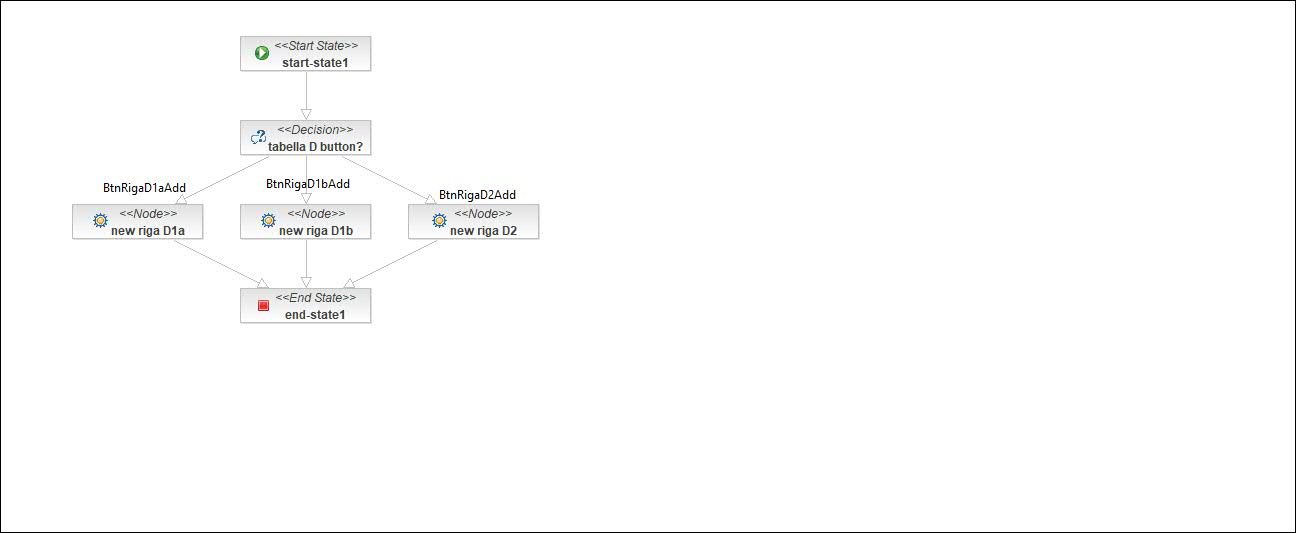 <<Start State>>
start-state1
<<Decision>>
tabella D button?
BtnRigaD1aAdd
BtnRigaD1bAdd
BtnRigaD2Add
<<Node>>
new riga D1a
<<Node>>
new riga D1b
<<Node>>
new riga D2
<<End State>>
end-state1